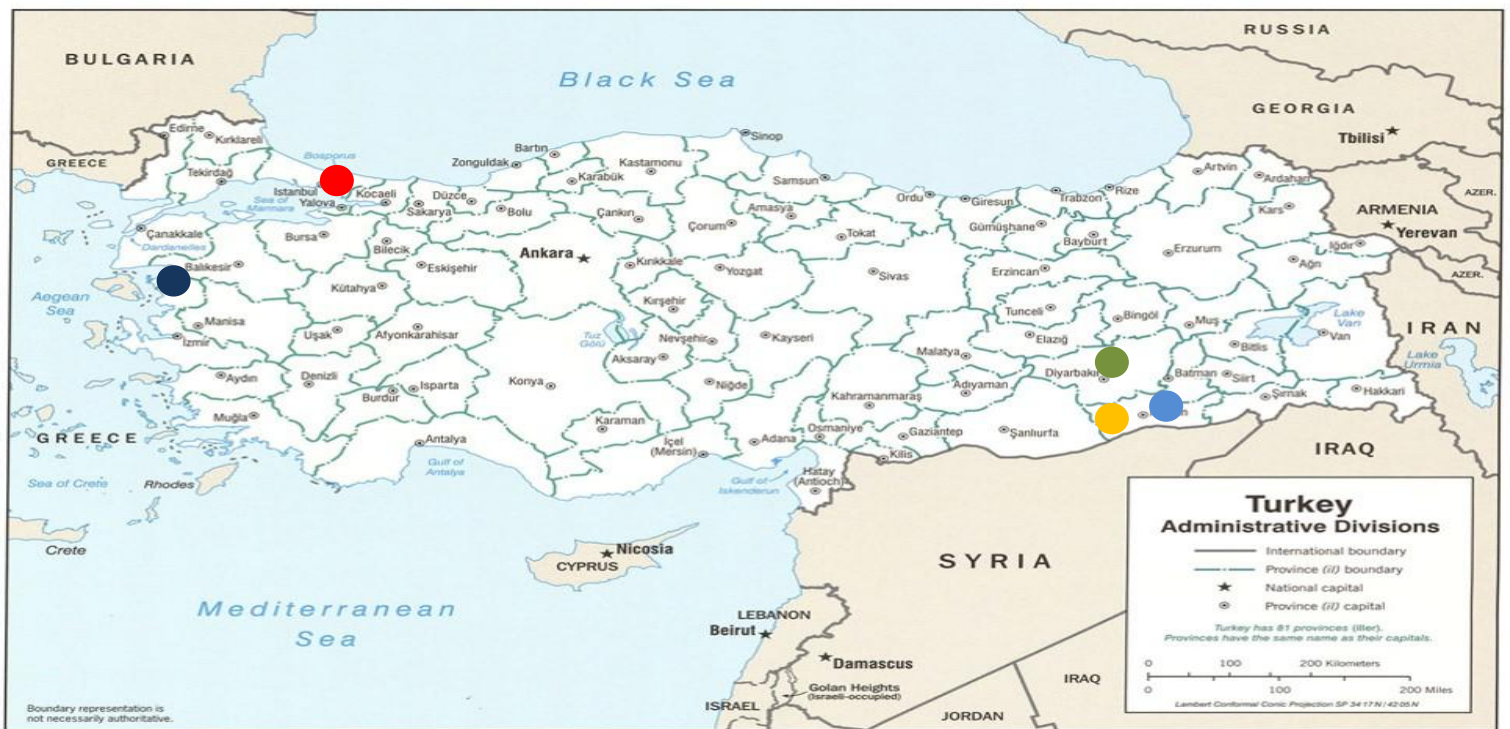 RUSSIA
BULGARIA
Black Sea
GEORGIA
Tbilisi
Edirne
Kırklareli
Sinop
Bartın
Bosporus
Zonguldak
Kastamonu
GREECE
Tekirdağ
Karabük
Samsun
Artvin
Ardahan
AZER.
Istanbul
Kocaeli
Düzce
Ordu
Giresun
Trabzon
Rize
Yalova
Sea of
Marmara
Sakarya
Bolu
Çankırı
Amasya
Kars
ARMENIA
Yerevan
Çanakkale
Dardanelles
Bursa
Bilecik
Çorum
Tokat
Gümüşhane
Bayburt
Erzurum
Iğdır
Ankara
Balıkesir
Eskişehir
Kırıkkale
Yozgat
Sivas
Erzincan
Ağrı
AZER.
Aegean
Sea
Kütahya
Kırşehir
Tunceli
Bingöl
Muş
Lake
Van
Manisa
Uşak
Afyonkarahisar
Tuz
Gölü
Nevşehir
Kayseri
Elazığ
Bitlis
Van
IRAN
Izmir
Aksaray
Malatya
Lake
Urmia
Aydın
Denizli
Isparta
Konya
Niğde
Adıyaman
Diyarbakır
Batman
Siirt
Burdur
Kahramanmaraş
Şırnak
Hakkari
Muğla
Karaman
GREECE
Antalya
İçel
(Mersin)
Adana
Osmaniye
Gaziantep
Şanlıurfa
IRAQ
Gulf of
Antalya
Kilis
Sea of Crete
Rhodes
Gulf of
Iskenderun
Hatay
(Antioch)
Crete
Nicosia
CYPRUS
SYRIA
Mediterranean
Sea
LEBANON
Beirut
Damascus
Golan Heights
(Israeli-occupied)
ISRAEL
IRAQ
JORDAN
Turkey
Administrative Divisions
International boundary
Province (il) boundary
National capital
Province (il) capital
Turkey has 81 provinces (iller).
Provinces have the same name as their capitals.
0 100 200 Kilometers
0 100 200 Miles
Lambert Conformal Conic Projection SP 34 17 N / 42 05 N
Boundary representation is
not necessarily authoritative.